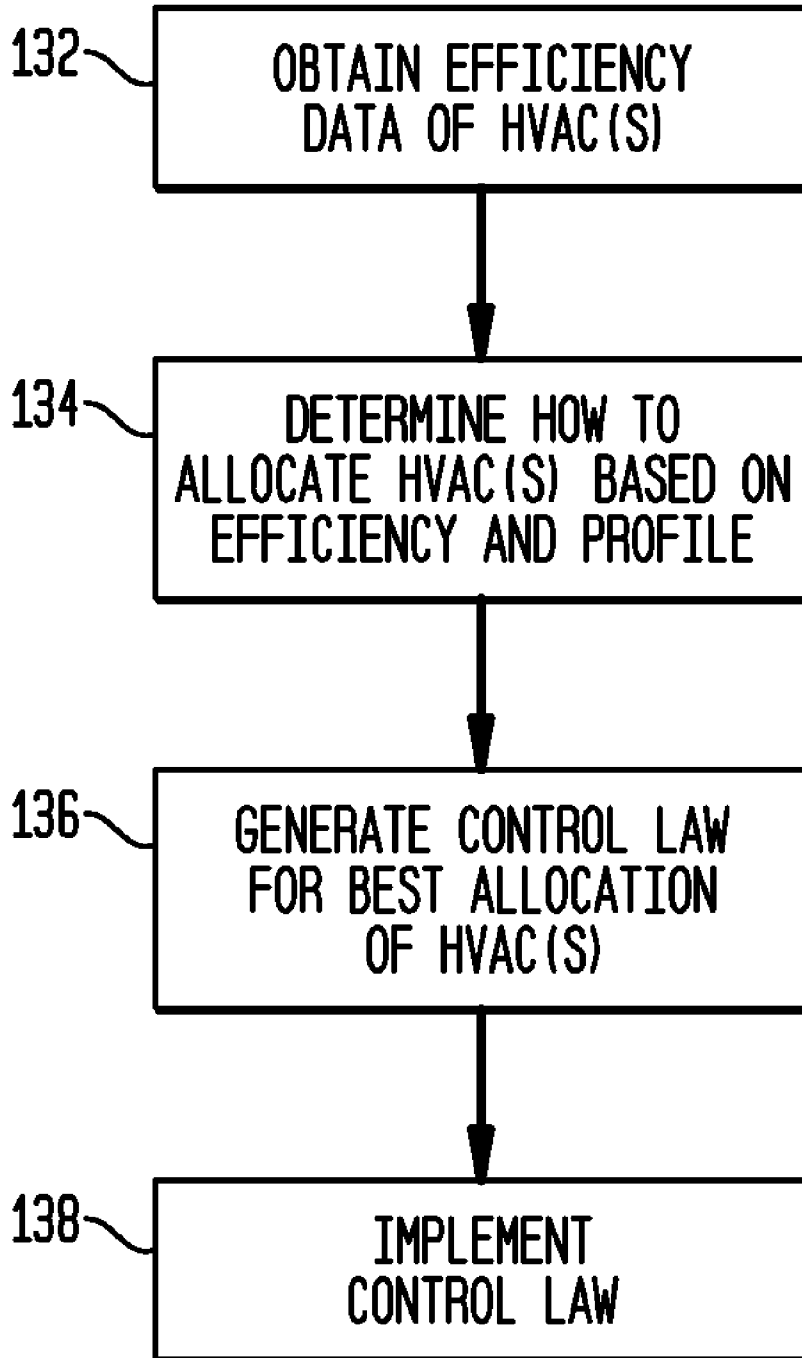 132
OBTAIN EFFICIENCY
DATA OF HVAC(S)
134
DETERMINE HOW TO
ALLOCATE HVAC(S) BASED ON
EFFICIENCY AND PROFILE
136
GENERATE CONTROL LAW
FOR BEST ALLOCATION
OF HVAC(S)
138
IMPLEMENT
CONTROL LAW